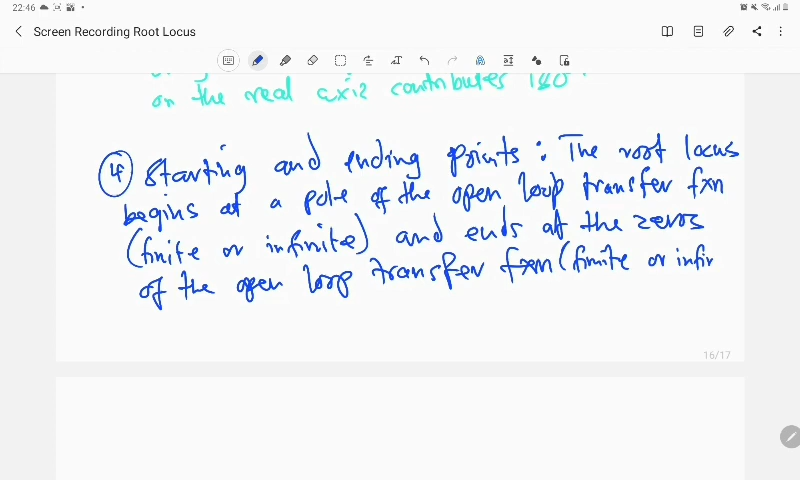 22:46
Screen Recording Root Locus
on the real axis contributes 180°.
4 Starting and ending points: The root locus
begins at a pole of the open loop transfer fxn
(finite or infinite) and ends at the zeros
of the open loop transfer fxn (finite or infin
16/17